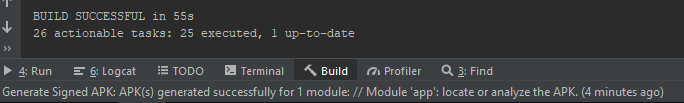 BUILD SUCCESSFUL in 55s
26 actionable tasks: 25 executed, 1 up-to-date
4: Run 6: Logcat TODO Terminal Build Profiler 3: Find
Generate Signed APK: APK(s) generated successfully for 1 module: // Module 'app': locate or analyze the APK. (4 minutes ago)